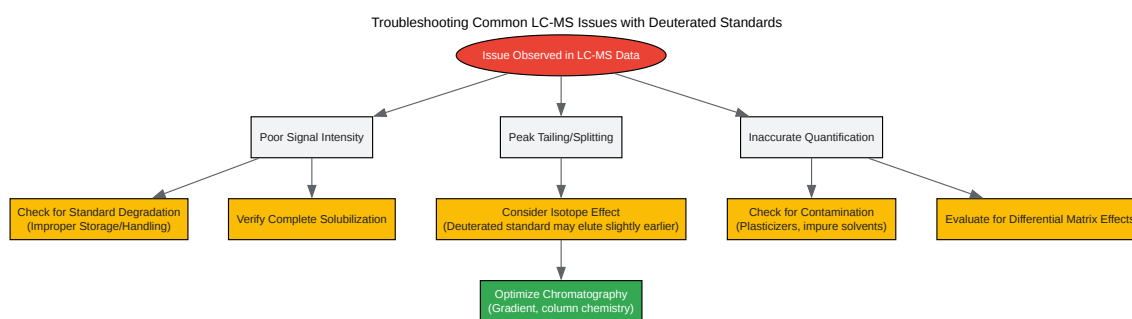 Troubleshooting Common LC-MS Issues with Deuterated Standards
Issue Observed in LC-MS Data
Poor Signal Intensity
Peak Tailing/Splitting
Inaccurate Quantification
Check for Standard Degradation
(Improper Storage/Handling)
Verify Complete Solubilization
Consider Isotope Effect
(Deuterated standard may elute slightly earlier)
Check for Contamination
(Plasticizers, impure solvents)
Evaluate for Differential Matrix Effects
Optimize Chromatography
(Gradient, column chemistry)